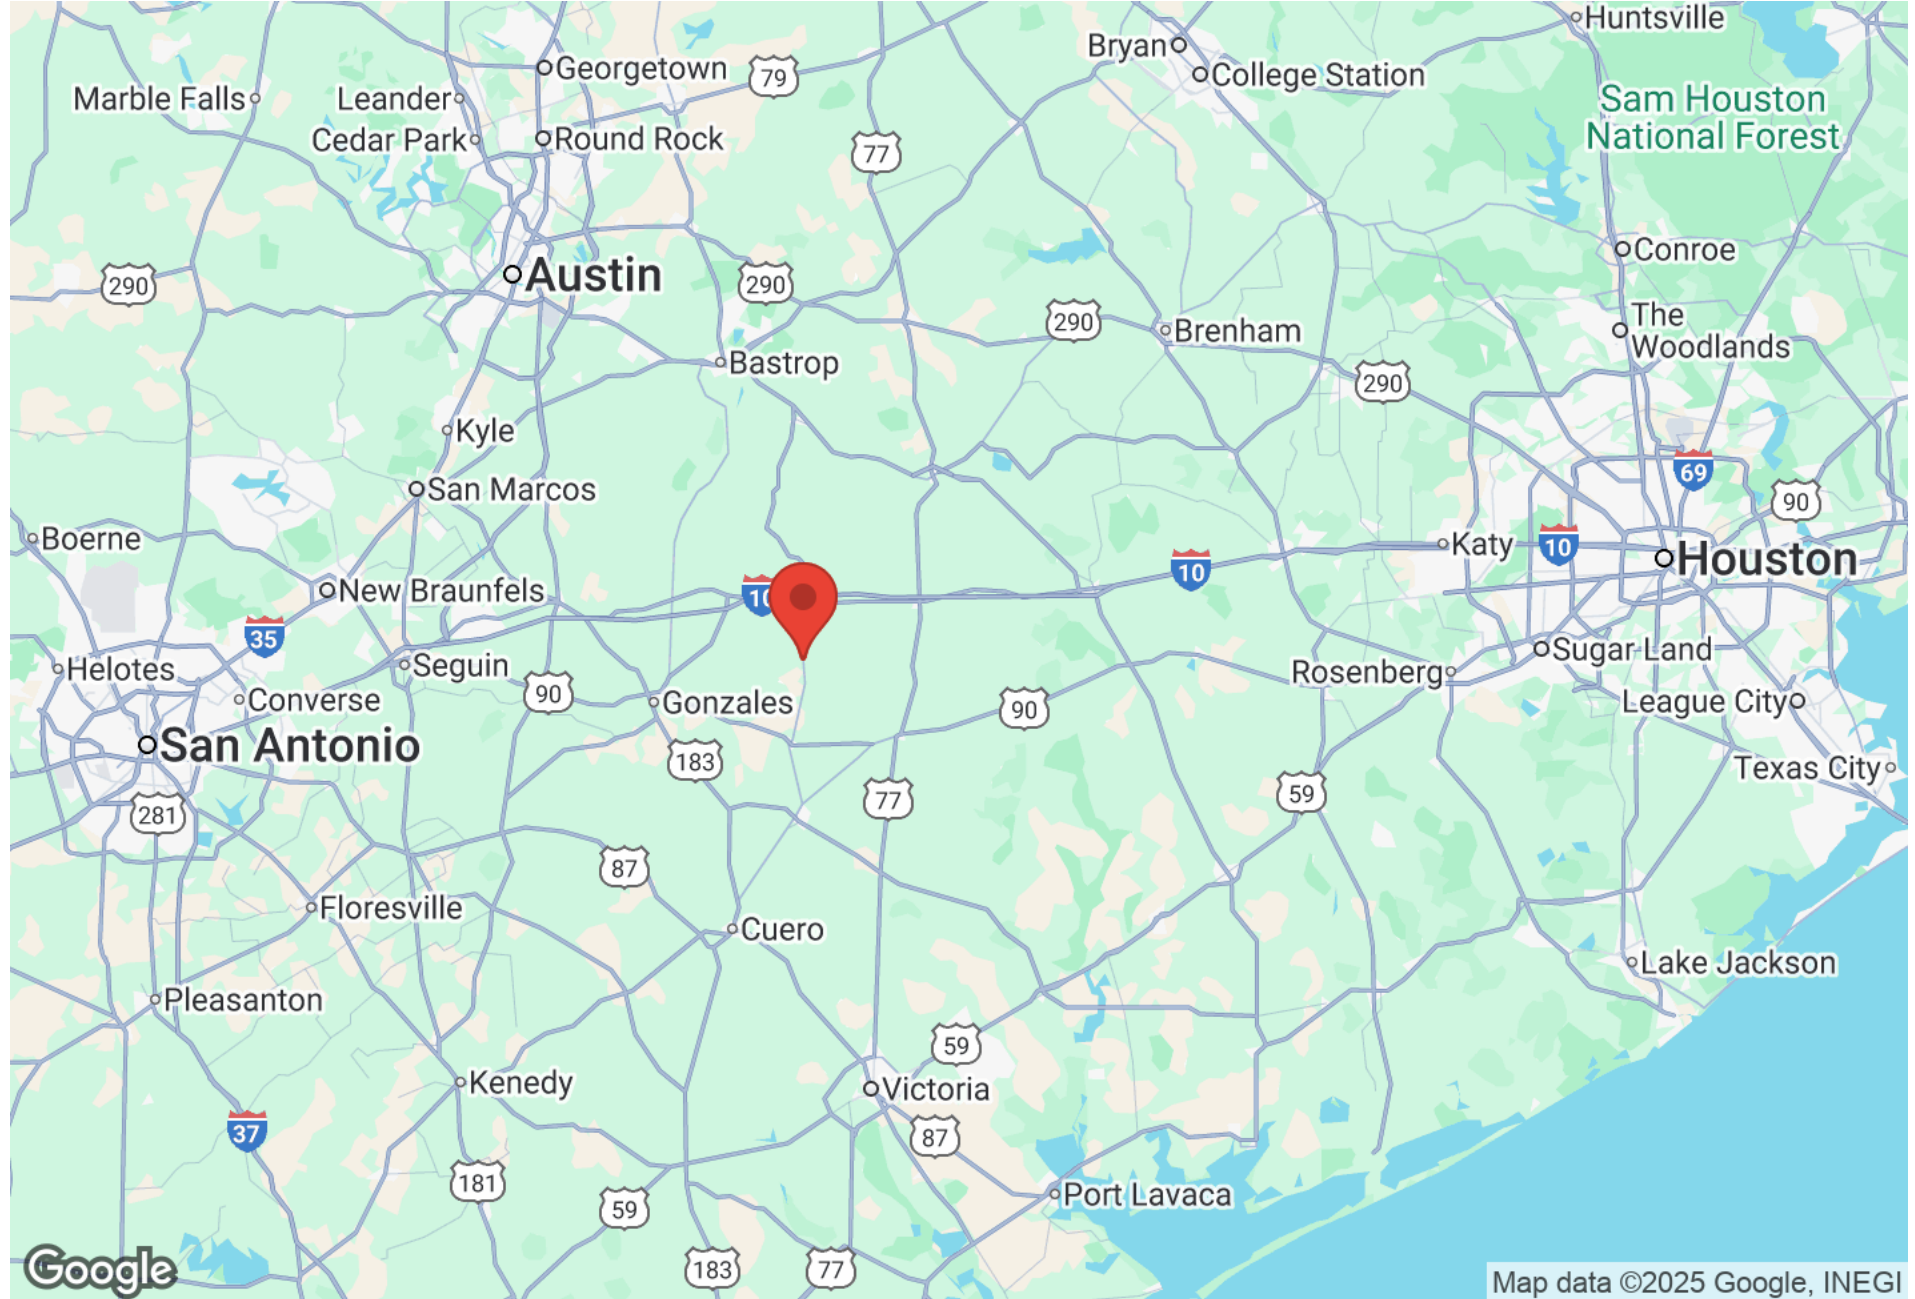 Huntsville
Bryan
Georgetown
79
College Station
Marble Falls
Leander
Sam Houston
National Forest
Cedar Park
Round Rock
77
Conroe
Austin
290
290
290
The
Woodlands
Brenham
Bastrop
290
Kyle
69
San Marcos
90
Boerne
Katy
10
Houston
10
New Braunfels
10
35
Helotes
Seguin
Sugar Land
Rosenberg
90
Converse
Gonzales
90
League City
San Antonio
183
Texas City
77
59
281
87
Floresville
Cuero
Lake Jackson
Pleasanton
59
Kenedy
Victoria
37
87
181
Port Lavaca
59
183
77
Google
Map data ©2025 Google, INEGI